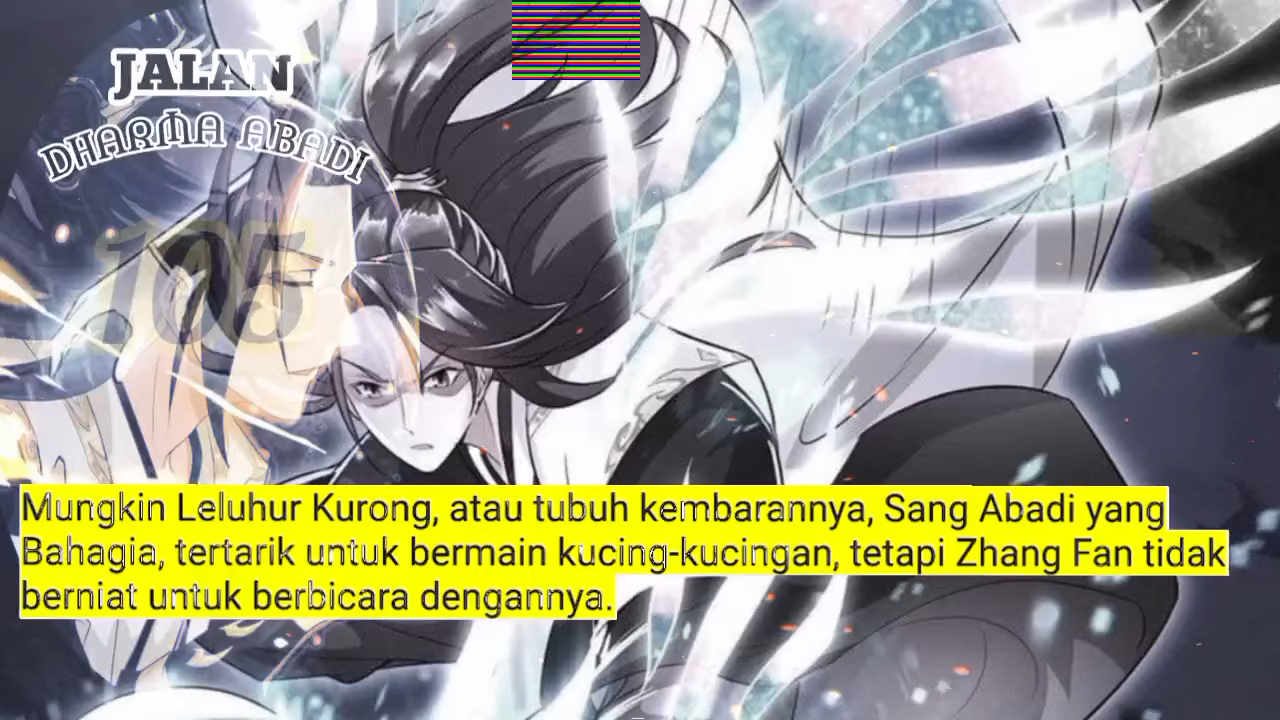 JALAN
DHARMA ABADI
105
Mungkin Leluhur Kurong, atau tubuh kembarannya, Sang Abadi yang
Bahagia, tertarik untuk bermain kucing-kucingan, tetapi Zhang Fan tidak
berniat untuk berbicara dengannya.